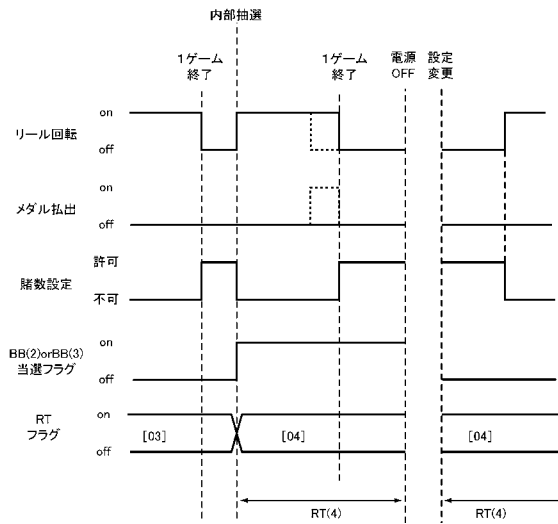 内部抽選
1ゲーム
終了
1ゲーム
終了
電源
OFF
設定
変更
リール回転
on
off
メダル払出
on
off
賭数設定
許可
不可
BB(2)orBB(3)
当選フラグ
on
off
RT
フラグ
on
off
[03]
[04]
[04]
RT(4)
RT(4)